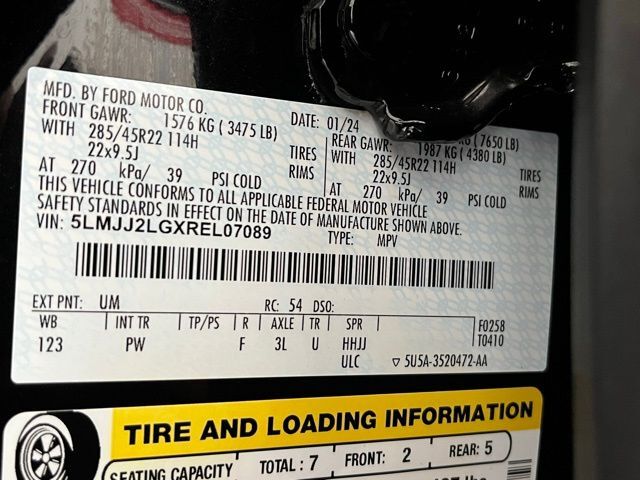 MFD. BY FORD MOTOR CO.
DATE: 01/24
KG ( 7650 LB)
FRONT GAWR: 1576 KG ( 3475 LB)
REAR GAWR: 1987 KG ( 4380 LB)
WITH 285/45R22 114H TIRES
WITH 285/45R22 114H TIRES
22x9.5J RIMS
22x9.5J RIMS
AT 270 kPa/ 39 PSI COLD
AT 270 kPa/ 39 PSI COLD
THIS VEHICLE CONFORMS TO ALL APPLICABLE FEDERAL MOTOR VEHICLE
SAFETY STANDARDS IN EFFECT ON THE DATE OF MANUFACTURE SHOWN ABOVE.
VIN: 5LMJJ2LGXREL07089
TYPE: MPV
EXT PNT: UM RC: 54 DSO:
WB INT TR TP/PS R AXLE TR SPR F0258
123 PW F 3L U HHJJ T0410
ULC ▽ 5U5A-3520472-AA
TIRE AND LOADING INFORMATION
SEATING CAPACITY TOTAL : 7 FRONT: 2 REAR: 5
lbs